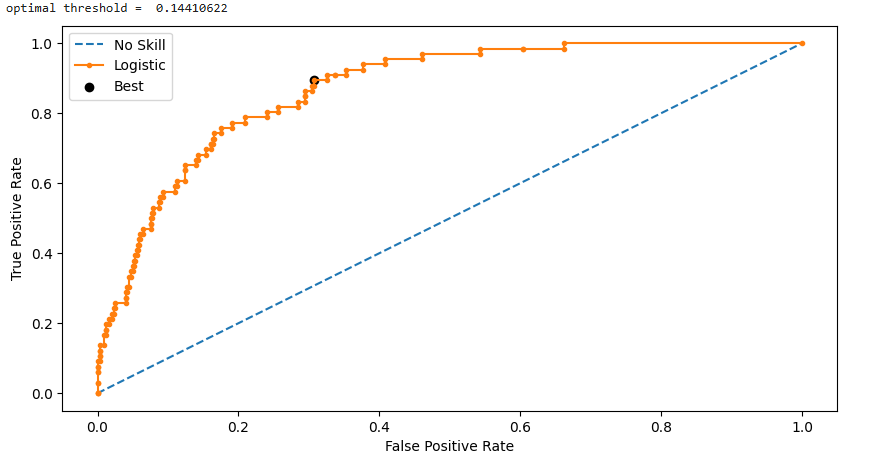 optimal threshold =  0.14410622
No Skill
Logistic
Best
1.0
0.8
0.6
0.4
0.2
0.0
True Positive Rate
0.0 0.2 0.4 0.6 0.8 1.0
False Positive Rate